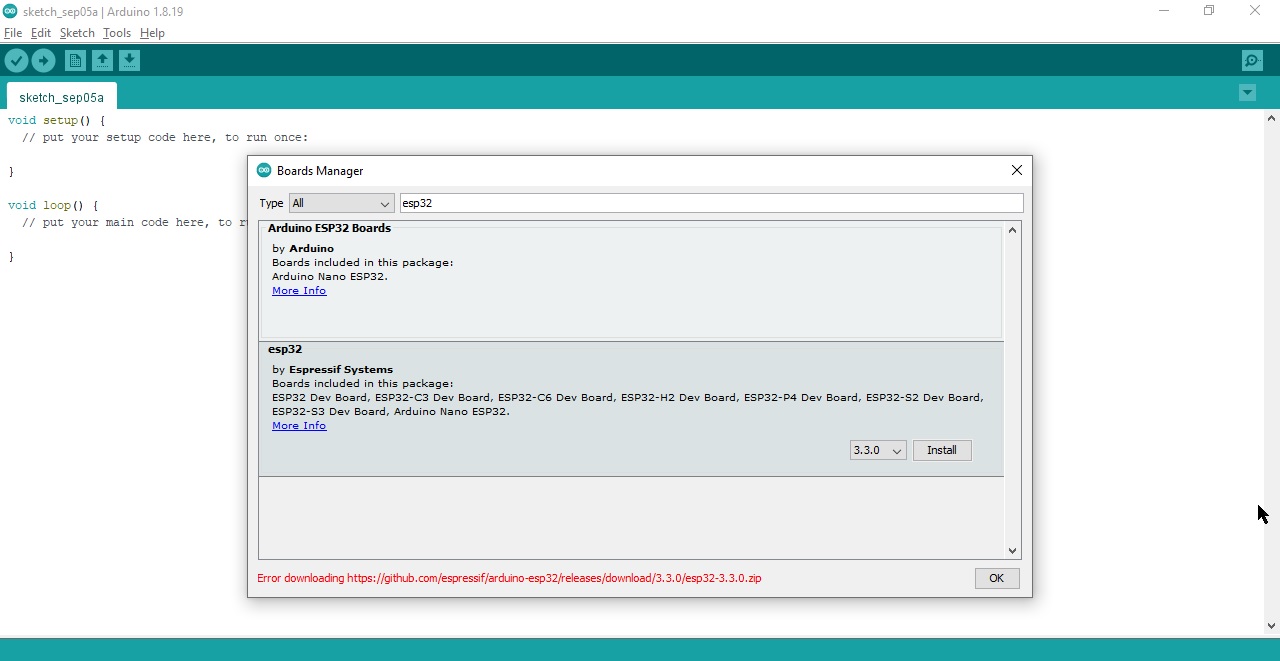 sketch_sep05a | Arduino 1.8.19
File Edit Sketch Tools Help
sketch_sep05a
void setup() {
// put your setup code here, to run once:
}
void loop() {
// put your main code here, to r
}
Boards Manager
Type All esp32
Arduino ESP32 Boards
by Arduino
Boards included in this package:
Arduino Nano ESP32.
More Info
esp32
by Espressif Systems
Boards included in this package:
ESP32 Dev Board, ESP32-C3 Dev Board, ESP32-C6 Dev Board, ESP32-H2 Dev Board, ESP32-P4 Dev Board, ESP32-S2 Dev Board,
ESP32-S3 Dev Board, Arduino Nano ESP32.
More Info
3.3.0 Install
Error downloading https://github.com/espressif/arduino-esp32/releases/download/3.3.0/esp32-3.3.0.zip
OK